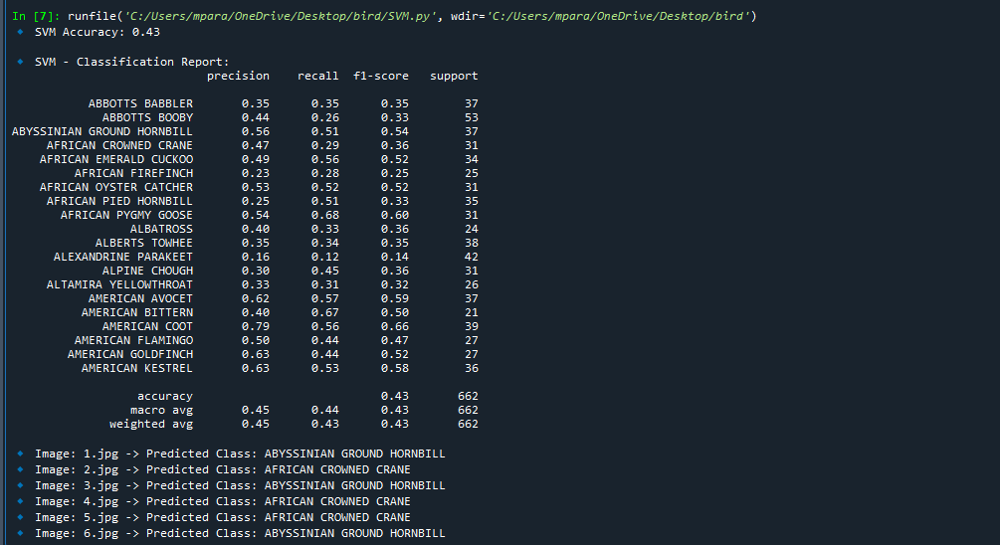 In [7]: runfile('C:/Users/mpara/OneDrive/Desktop/bird/SVM.py', wdir='C:/Users/mpara/OneDrive/Desktop/bird')
🔹 SVM Accuracy: 0.43
🔹 SVM - Classification Report:
precision recall f1-score support
ABBOTTS BABBLER 0.35 0.35 0.35 37
ABBOTTS BOOBY 0.44 0.26 0.33 53
ABYSSINIAN GROUND HORNBILL 0.56 0.51 0.54 37
AFRICAN CROWNED CRANE 0.47 0.29 0.36 31
AFRICAN EMERALD CUCKOO 0.49 0.56 0.52 34
AFRICAN FIREFINCH 0.23 0.28 0.25 25
AFRICAN OYSTER CATCHER 0.53 0.52 0.52 31
AFRICAN PIED HORNBILL 0.25 0.51 0.33 35
AFRICAN PYGMY GOOSE 0.54 0.68 0.60 31
ALBATROSS 0.40 0.33 0.36 24
ALBERTS TOWHEE 0.35 0.34 0.35 38
ALEXANDRINE PARAKEET 0.16 0.12 0.14 42
ALPINE CHOUGH 0.30 0.45 0.36 31
ALTAMIRA YELLOWTHROAT 0.33 0.31 0.32 26
AMERICAN AVOCET 0.62 0.57 0.59 37
AMERICAN BITTERN 0.40 0.67 0.50 21
AMERICAN COOT 0.79 0.56 0.66 39
AMERICAN FLAMINGO 0.50 0.44 0.47 27
AMERICAN GOLDFINCH 0.63 0.44 0.52 27
AMERICAN KESTREL 0.63 0.53 0.58 36
accuracy 0.43 662
macro avg 0.45 0.44 0.43 662
weighted avg 0.45 0.43 0.43 662
🔹 Image: 1.jpg -> Predicted Class: ABYSSINIAN GROUND HORNBILL
🔹 Image: 2.jpg -> Predicted Class: AFRICAN CROWNED CRANE
🔹 Image: 3.jpg -> Predicted Class: ABYSSINIAN GROUND HORNBILL
🔹 Image: 4.jpg -> Predicted Class: AFRICAN CROWNED CRANE
🔹 Image: 5.jpg -> Predicted Class: AFRICAN CROWNED CRANE
🔹 Image: 6.jpg -> Predicted Class: ABYSSINIAN GROUND HORNBILL